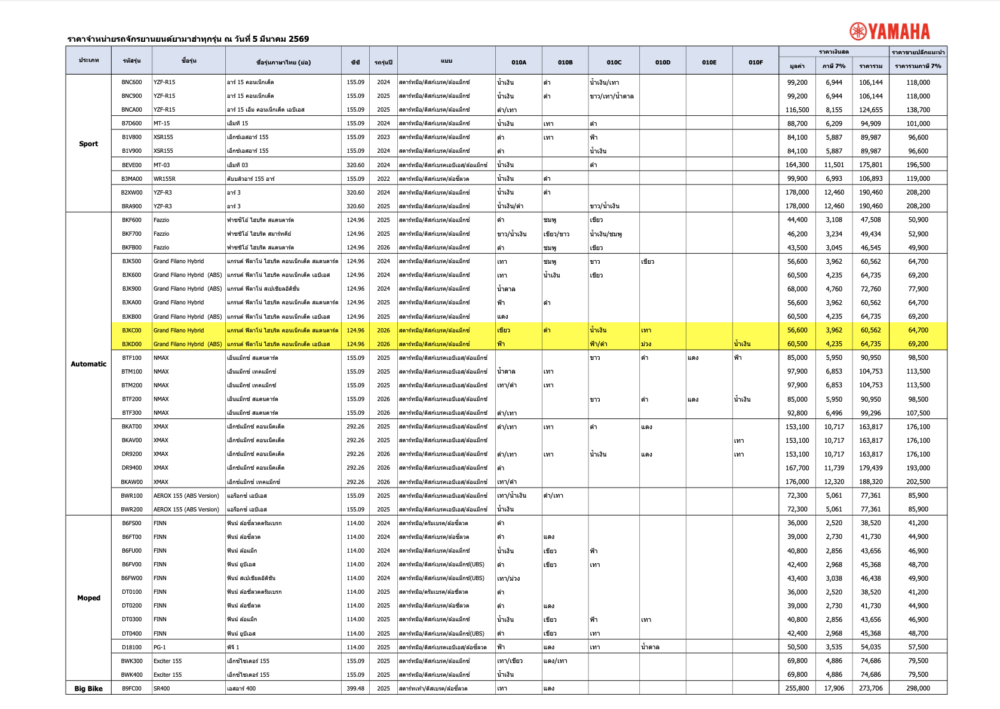 YAMAHA
ราคาจำหน่ายรถจักรยานยนต์ยามาฮ่าทุกรุ่น ณ วันที่ 5 มีนาคม 2569
ประเภท รหัสรุ่น ชื่อรุ่น ชื่อรุ่นภาษาไทย (ย่อ) ซีซี รถรุ่นปี แบบ 010A 010B 010C 010D 010E 010F ราคาเงินสด ราคาขายปลีกแนะนำ
มูลค่า ภาษี 7% ราคารวม ราคารวมภาษี 7%
Sport
BNC600 YZF-R15 อาร์ 15 คอนเน็กเต็ด 155.09 2024 สตาร์ทมือ/ดิสก์เบรค/ล้อแม็กซ์ น้ำเงิน ดำ น้ำเงิน/เทา 99,200 6,944 106,144 118,000
BNC900 YZF-R15 อาร์ 15 คอนเน็กเต็ด 155.09 2025 สตาร์ทมือ/ดิสก์เบรค/ล้อแม็กซ์ น้ำเงิน ดำ ขาว/เทา/น้ำตาล 99,200 6,944 106,144 118,000
BNCA00 YZF-R15 อาร์ 15 เอ็ม คอนเน็กเต็ด เอบีเอส 155.09 2025 สตาร์ทมือ/ดิสก์เบรค/ล้อแม็กซ์ ดำ/เทา 116,500 8,155 124,655 138,700
B7D600 MT-15 เอ็มที 15 155.09 2024 สตาร์ทมือ/ดิสก์เบรค/ล้อแม็กซ์ น้ำเงิน เทา ดำ 88,700 6,209 94,909 101,000
B1V800 XSR155 เอ็กซ์เอสอาร์ 155 155.09 2023 สตาร์ทมือ/ดิสก์เบรค/ล้อแม็กซ์ ดำ เทา ฟ้า 84,100 5,887 89,987 96,600
B1V900 XSR155 เอ็กซ์เอสอาร์ 155 155.09 2024 สตาร์ทมือ/ดิสก์เบรค/ล้อแม็กซ์ ดำ น้ำเงิน 84,100 5,887 89,987 96,600
BEVE00 MT-03 เอ็มที 03 320.60 2024 สตาร์ทมือ/ดิสก์เบรคเอบีเอส/ล้อแม็กซ์ น้ำเงิน ดำ 164,300 11,501 175,801 196,500
B3MA00 WR155R ดับบลิวอาร์ 155 อาร์ 155.09 2022 สตาร์ทมือ/ดิสก์เบรค/ล้อซี่ลวด น้ำเงิน ดำ 99,900 6,993 106,893 119,000
B2XW00 YZF-R3 อาร์ 3 320.60 2024 สตาร์ทมือ/ดิสก์เบรค/ล้อแม็กซ์ น้ำเงิน ดำ 178,000 12,460 190,460 208,200
BRA900 YZF-R3 อาร์ 3 320.60 2025 สตาร์ทมือ/ดิสก์เบรค/ล้อแม็กซ์ น้ำเงิน/ดำ ขาว/น้ำเงิน 178,000 12,460 190,460 208,200
Automatic
BKF600 Fazzio ฟาซซิโอ้ ไฮบริด สแตนดาร์ด 124.96 2025 สตาร์ทมือ/ดิสก์เบรค/ล้อแม็กซ์ ดำ ชมพู เขียว 44,400 3,108 47,508 50,900
BKF700 Fazzio ฟาซซิโอ้ ไฮบริด สมาร์ทคีย์ 124.96 2025 สตาร์ทมือ/ดิสก์เบรค/ล้อแม็กซ์ ขาว/น้ำเงิน เขียว/ขาว น้ำเงิน/ชมพู 46,200 3,234 49,434 52,900
BKFB00 Fazzio ฟาซซิโอ้ ไฮบริด สแตนดาร์ด 124.96 2026 สตาร์ทมือ/ดิสก์เบรค/ล้อแม็กซ์ ดำ ชมพู เขียว 43,500 3,045 46,545 49,900
BJK500 Grand Filano Hybrid แกรนด์ ฟีลาโน่ ไฮบริด คอนเน็กเต็ด สแตนดาร์ด 124.96 2024 สตาร์ทมือ/ดิสก์เบรค/ล้อแม็กซ์ เทา ชมพู ขาว เขียว 56,600 3,962 60,562 64,700
BJK600 Grand Filano Hybrid (ABS) แกรนด์ ฟีลาโน่ ไฮบริด คอนเน็กเต็ด เอบีเอส 124.96 2024 สตาร์ทมือ/ดิสก์เบรค/ล้อแม็กซ์ เทา น้ำเงิน เขียว 60,500 4,235 64,735 69,200
BJK900 Grand Filano Hybrid (ABS) แกรนด์ ฟีลาโน่ สเปเชียลอิดิชั่น 124.96 2024 สตาร์ทมือ/ดิสก์เบรค/ล้อแม็กซ์ น้ำตาล 68,000 4,760 72,760 77,900
BJKA00 Grand Filano Hybrid แกรนด์ ฟีลาโน่ ไฮบริด คอนเน็กเต็ด สแตนดาร์ด 124.96 2025 สตาร์ทมือ/ดิสก์เบรค/ล้อแม็กซ์ ฟ้า ดำ 56,600 3,962 60,562 64,700
BJKB00 Grand Filano Hybrid (ABS) แกรนด์ ฟีลาโน่ ไฮบริด คอนเน็กเต็ด เอบีเอส 124.96 2025 สตาร์ทมือ/ดิสก์เบรค/ล้อแม็กซ์ แดง 60,500 4,235 64,735 69,200
BJKC00 Grand Filano Hybrid แกรนด์ ฟีลาโน่ ไฮบริด คอนเน็กเต็ด สแตนดาร์ด 124.96 2026 สตาร์ทมือ/ดิสก์เบรค/ล้อแม็กซ์ เขียว ดำ น้ำเงิน เทา 56,600 3,962 60,562 64,700
BJKD00 Grand Filano Hybrid (ABS) แกรนด์ ฟีลาโน่ ไฮบริด คอนเน็กเต็ด เอบีเอส 124.96 2026 สตาร์ทมือ/ดิสก์เบรค/ล้อแม็กซ์ ฟ้า ฟ้า/ดำ ม่วง น้ำเงิน 60,500 4,235 64,735 69,200
BTF100 NMAX เอ็นแม็กซ์ สแตนดาร์ด 155.09 2025 สตาร์ทมือ/ดิสก์เบรคเอบีเอส/ล้อแม็กซ์ ขาว ดำ แดง ฟ้า 85,000 5,950 90,950 98,500
BTM100 NMAX เอ็นแม็กซ์ เทคแม็กซ์ 155.09 2025 สตาร์ทมือ/ดิสก์เบรคเอบีเอส/ล้อแม็กซ์ น้ำตาล เทา 97,900 6,853 104,753 113,500
BTM200 NMAX เอ็นแม็กซ์ เทคแม็กซ์ 155.09 2026 สตาร์ทมือ/ดิสก์เบรคเอบีเอส/ล้อแม็กซ์ เทา/ดำ เทา 97,900 6,853 104,753 113,500
BTF200 NMAX เอ็นแม็กซ์ สแตนดาร์ด 155.09 2026 สตาร์ทมือ/ดิสก์เบรคเอบีเอส/ล้อแม็กซ์ ขาว ดำ แดง น้ำเงิน 85,000 5,950 90,950 98,500
BTF300 NMAX เอ็นแม็กซ์ สแตนดาร์ด 155.09 2026 สตาร์ทมือ/ดิสก์เบรคเอบีเอส/ล้อแม็กซ์ ดำ/เทา 92,800 6,496 99,296 107,500
BKAT00 XMAX เอ็กซ์แม็กซ์ คอนเน็คเต็ด 292.26 2025 สตาร์ทมือ/ดิสก์เบรคเอบีเอส/ล้อแม็กซ์ ดำ/เทา เทา ดำ แดง 153,100 10,717 163,817 176,100
BKAV00 XMAX เอ็กซ์แม็กซ์ คอนเน็คเต็ด 292.26 2025 สตาร์ทมือ/ดิสก์เบรคเอบีเอส/ล้อแม็กซ์ เทา 153,100 10,717 163,817 176,100
DR9200 XMAX เอ็กซ์แม็กซ์ คอนเน็คเต็ด 292.26 2026 สตาร์ทมือ/ดิสก์เบรคเอบีเอส/ล้อแม็กซ์ ดำ/เทา เทา น้ำเงิน แดง เทา 153,100 10,717 163,817 176,100
DR9400 XMAX เอ็กซ์แม็กซ์ คอนเน็คเต็ด 292.26 2026 สตาร์ทมือ/ดิสก์เบรคเอบีเอส/ล้อแม็กซ์ ดำ 167,700 11,739 179,439 193,000
BKAW00 XMAX เอ็กซ์แม็กซ์ เทคแม็กซ์ 292.26 2026 สตาร์ทมือ/ดิสก์เบรคเอบีเอส/ล้อแม็กซ์ เทา/ดำ 176,000 12,320 188,320 202,500
BWR100 AEROX 155 (ABS Version) แอร็อกซ์ เอบีเอส 155.09 2025 สตาร์ทมือ/ดิสก์เบรคเอบีเอส/ล้อแม็กซ์ เทา/น้ำเงิน ดำ/เทา 72,300 5,061 77,361 85,900
BWR200 AEROX 155 (ABS Version) แอร็อกซ์ เอบีเอส 155.09 2025 สตาร์ทมือ/ดิสก์เบรคเอบีเอส/ล้อแม็กซ์ น้ำเงิน 72,300 5,061 77,361 85,900
Moped
B6FS00 FINN ฟินน์ ล้อซี่ลวดดรัมเบรก 114.00 2024 สตาร์ทมือ/ดรัมเบรค/ล้อซี่ลวด ดำ 36,000 2,520 38,520 41,200
B6FT00 FINN ฟินน์ ล้อซี่ลวด 114.00 2024 สตาร์ทมือ/ดิสก์เบรค/ล้อซี่ลวด ดำ แดง 39,000 2,730 41,730 44,900
B6FU00 FINN ฟินน์ ล้อแม็ก 114.00 2024 สตาร์ทมือ/ดิสก์เบรค/ล้อแม็กซ์ น้ำเงิน เขียว ฟ้า 40,800 2,856 43,656 46,900
B6FV00 FINN ฟินน์ ยูบีเอส 114.00 2024 สตาร์ทมือ/ดิสก์เบรค/ล้อแม็กซ์(UBS) ดำ เขียว เทา 42,400 2,968 45,368 48,700
B6FW00 FINN ฟินน์ สเปเชียลอิดิชัน 114.00 2024 สตาร์ทมือ/ดิสก์เบรค/ล้อแม็กซ์(UBS) เทา/ม่วง 43,400 3,038 46,438 49,900
DT0100 FINN ฟินน์ ล้อซี่ลวดดรัมเบรก 114.00 2025 สตาร์ทมือ/ดรัมเบรค/ล้อซี่ลวด ดำ 36,000 2,520 38,520 41,200
DT0200 FINN ฟินน์ ล้อซี่ลวด 114.00 2025 สตาร์ทมือ/ดิสก์เบรค/ล้อซี่ลวด ดำ แดง 39,000 2,730 41,730 44,900
DT0300 FINN ฟินน์ ล้อแม็ก 114.00 2025 สตาร์ทมือ/ดิสก์เบรค/ล้อแม็กซ์ น้ำเงิน เขียว ฟ้า เทา 40,800 2,856 43,656 46,900
DT0400 FINN ฟินน์ ยูบีเอส 114.00 2025 สตาร์ทมือ/ดิสก์เบรค/ล้อแม็กซ์(UBS) ดำ เขียว เทา 42,400 2,968 45,368 48,700
D18100 PG-1 พีจี 1 114.00 2025 สตาร์ทมือ/ดิสก์เบรคเอบีเอส/ล้อซี่ลวด ฟ้า แดง เทา น้ำตาล 50,500 3,535 54,035 57,500
BWK300 Exciter 155 เอ็กซ์ไซเตอร์ 155 155.09 2025 สตาร์ทมือ/ดิสก์เบรค/ล้อแม็กซ์ เทา/เขียว แดง/เทา 69,800 4,886 74,686 79,500
BWK400 Exciter 155 เอ็กซ์ไซเตอร์ 155 155.09 2025 สตาร์ทมือ/ดิสก์เบรค/ล้อแม็กซ์ น้ำเงิน 69,800 4,886 74,686 79,500
Big Bike B9FC00 SR400 เอสอาร์ 400 399.48 2025 สตาร์ทเท้า/ดิสเบรค/ล้อซี่ลวด เทา แดง 255,800 17,906 273,706 298,000